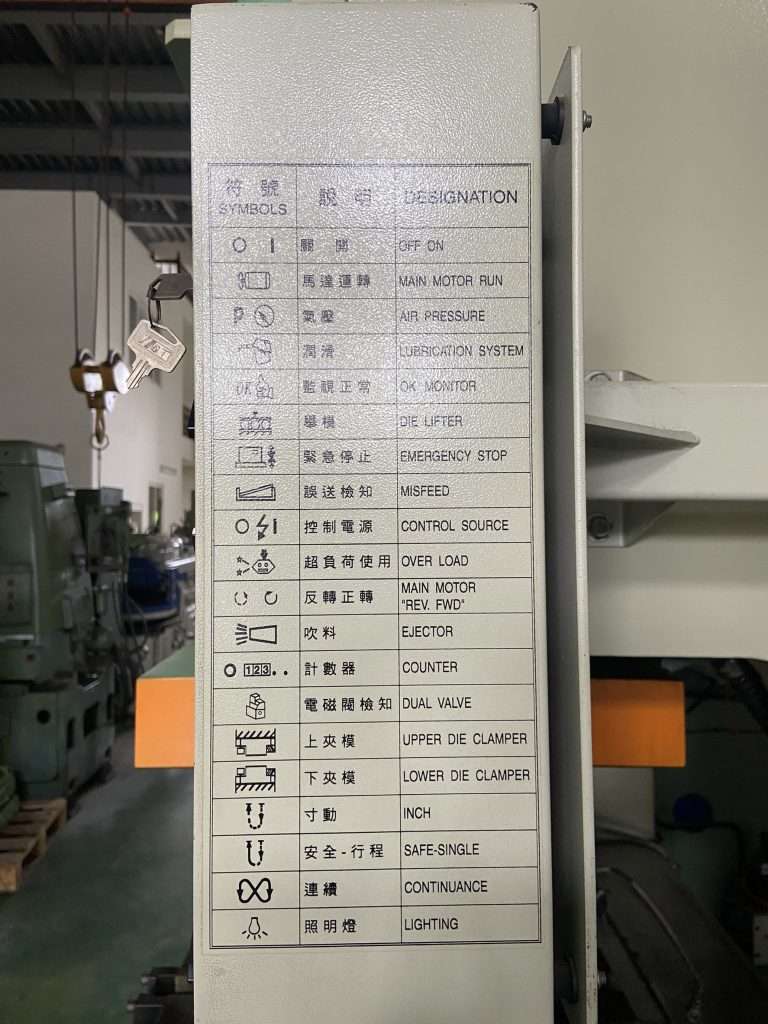 符號 說明 DESIGNATION
SYMBOLS
O I 關 開 OFF ON
馬達運轉 MAIN MOTOR RUN
P 氣壓 AIR PRESSURE
潤滑 LUBRICATION SYSTEM
OK 監視正常 OK MONITOR
舉模 DIE LIFTER
緊急停止 EMERGENCY STOP
誤送檢知 MISFEED
O I 控制電源 CONTROL SOURCE
超負荷使用 OVER LOAD
反轉正轉 MAIN MOTOR
"REV. FWD"
吹料 EJECTOR
O 123.. 計數器 COUNTER
電磁閥檢知 DUAL VALVE
上夾模 UPPER DIE CLAMPER
下夾模 LOWER DIE CLAMPER
寸動 INCH
安全-行程 SAFE-SINGLE
連續 CONTINUANCE
照明燈 LIGHTING